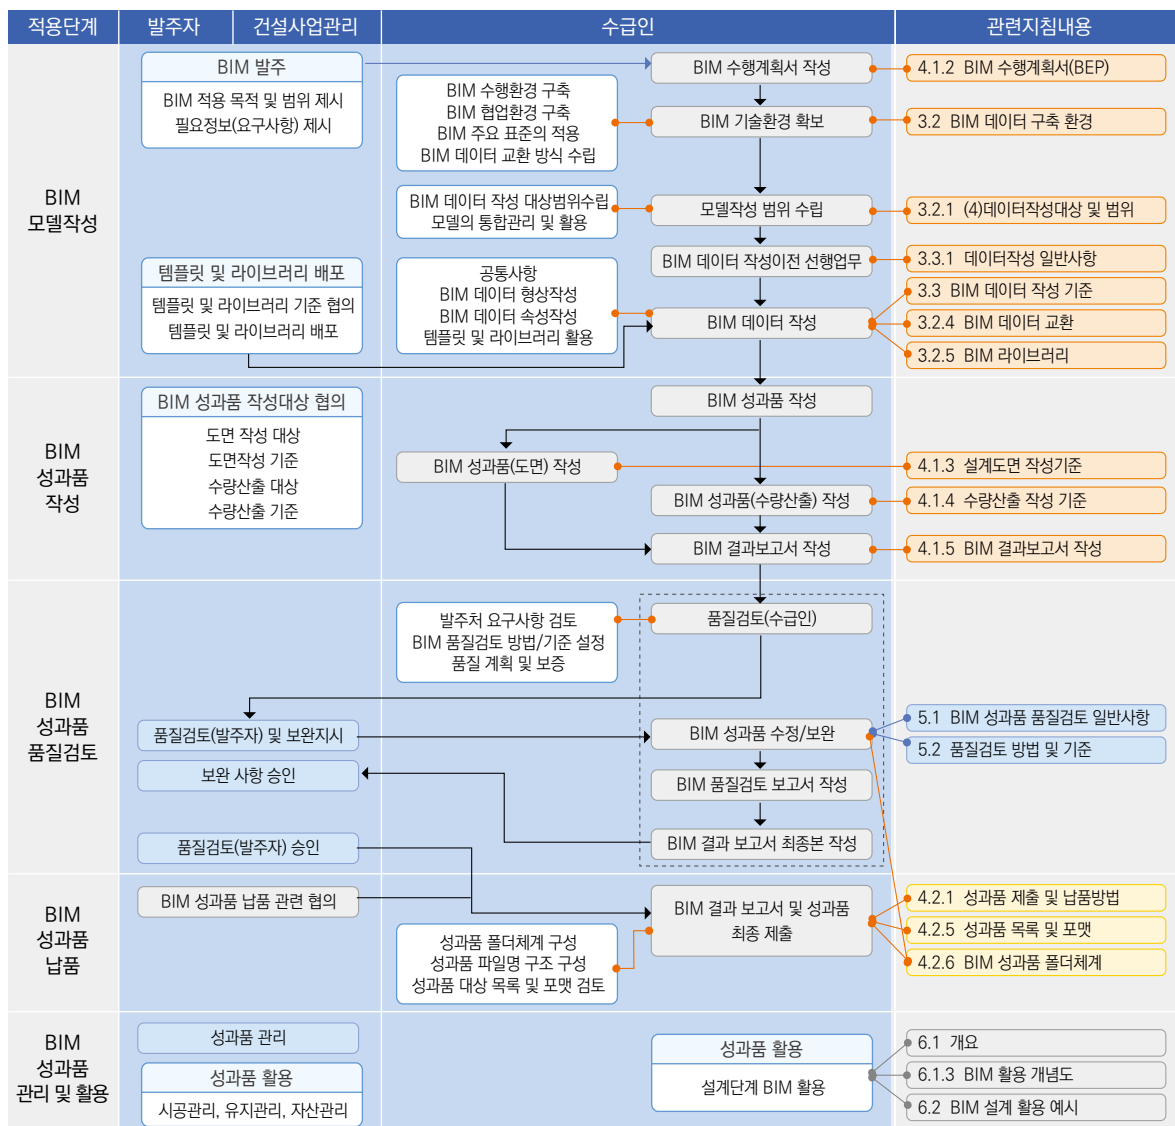 적용단계
발주자
건설사업관리
수급인
관련지침내용
BIM
모델작성
BIM 발주
BIM 적용 목적 및 범위 제시
필요정보(요구사항) 제시
BIM 수행환경 구축
BIM 협업환경 구축
BIM 주요 표준의 적용
BIM 데이터 교환 방식 수립
BIM 수행계획서 작성
4.1.2 BIM 수행계획서(BEP)
BIM 기술환경 확보
3.2 BIM 데이터 구축 환경
BIM 데이터 작성 대상범위수립
모델의 통합관리 및 활용
모델작성 범위 수립
3.2.1 (4)데이터작성대상 및 범위
BIM 데이터 작성이전 선행업무
3.3.1 데이터작성 일반사항
템플릿 및 라이브러리 배포
템플릿 및 라이브러리 기준 협의
템플릿 및 라이브러리 배포
공통사항
BIM 데이터 형상작성
BIM 데이터 속성작성
템플릿 및 라이브러리 활용
BIM 데이터 작성
3.3 BIM 데이터 작성 기준
3.2.4 BIM 데이터 교환
3.2.5 BIM 라이브러리
BIM
성과품
작성
BIM 성과품 작성대상 협의
도면 작성 대상
도면작성 기준
수량산출 대상
수량산출 기준
BIM 성과품 작성
BIM 성과품(도면) 작성
4.1.3 설계도면 작성기준
BIM 성과품(수량산출) 작성
4.1.4 수량산출 작성 기준
BIM 결과보고서 작성
4.1.5 BIM 결과보고서 작성
BIM
성과품
품질검토
발주처 요구사항 검토
BIM 품질검토 방법/기준 설정
품질 계획 및 보증
품질검토(수급인)
품질검토(발주자) 및 보완지시
BIM 성과품 수정/보완
5.1 BIM 성과품 품질검토 일반사항
5.2 품질검토 방법 및 기준
보완 사항 승인
BIM 품질검토 보고서 작성
품질검토(발주자) 승인
BIM 결과 보고서 최종본 작성
BIM
성과품
납품
BIM 성과품 납품 관련 협의
성과품 폴더체계 구성
성과품 파일명 구조 구성
성과품 대상 목록 및 포맷 검토
BIM 결과 보고서 및 성과품
최종 제출
4.2.1 성과품 제출 및 납품방법
4.2.5 성과품 목록 및 포맷
4.2.6 BIM 성과품 폴더체계
BIM
성과품
관리 및 활용
성과품 관리
성과품 활용
시공관리, 유지관리, 자산관리
성과품 활용
설계단계 BIM 활용
6.1 개요
6.1.3 BIM 활용 개념도
6.2 BIM 설계 활용 예시